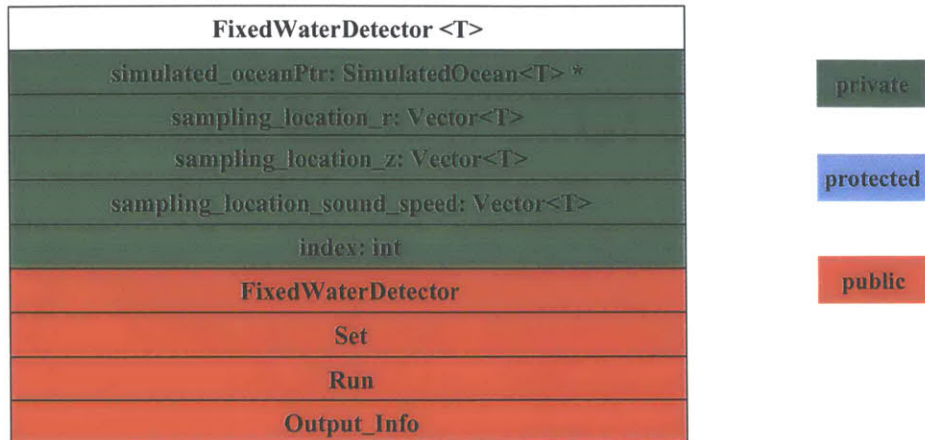 FixedWaterDetector <T>
simulated_oceanPtr: SimulatedOcean<T> *
sampling_location_r: Vector<T>
sampling_location_z: Vector<T>
sampling_location_sound_speed: Vector<T>
index: int
FixedWaterDetector
Set
Run
Output_Info
private
protected
public